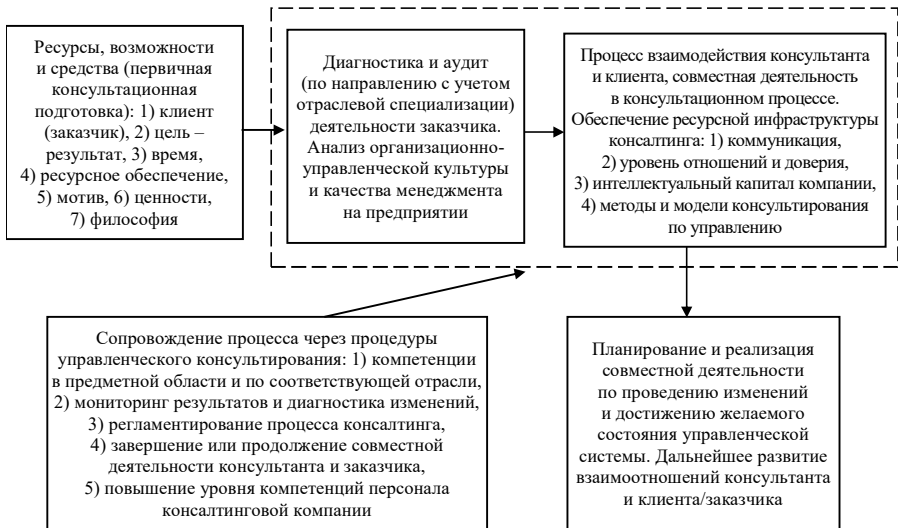 Ресурсы, возможности
и средства (первичная
консультационная
подготовка): 1) клиент
(заказчик), 2) цель –
результат, 3) время,
4) ресурсное обеспечение,
5) мотив, 6) ценности,
7) философия
Диагностика и аудит
(по направлению с учетом
отраслевой специализации)
деятельности заказчика.
Анализ организационно-
управленческой культуры
и качества менеджмента
на предприятии
Процесс взаимодействия консультанта
и клиента, совместная деятельность
в консультационном процессе.
Обеспечение ресурсной инфраструктуры
консалтинга: 1) коммуникация,
2) уровень отношений и доверия,
3) интеллектуальный капитал компании,
4) методы и модели консультирования
по управлению
Сопровождение процесса через процедуры
управленческого консультирования: 1) компетенции
в предметной области и по соответствующей отрасли,
2) мониторинг результатов и диагностика изменений,
3) регламентирование процесса консалтинга,
4) завершение или продолжение совместной
деятельности консультанта и заказчика,
5) повышение уровня компетенций персонала
консалтинговой компании
Планирование и реализация
совместной деятельности
по проведению изменений
и достижению желаемого
состояния управленческой
системы. Дальнейшее развитие
взаимоотношений консультанта
и клиента/заказчика